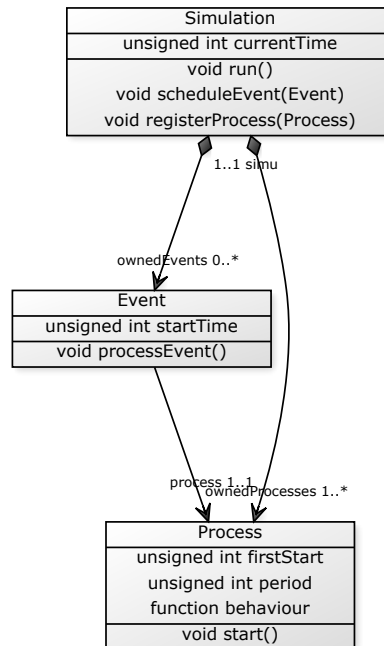 Simulation
unsigned int currentTime
void run()
void scheduleEvent(Event)
void registerProcess(Process)
1..1 simu
ownedEvents 0..*
Event
unsigned int startTime
void processEvent()
process 1..1
ownedProcesses 1..*
Process
unsigned int firstStart
unsigned int period
function behaviour
void start()